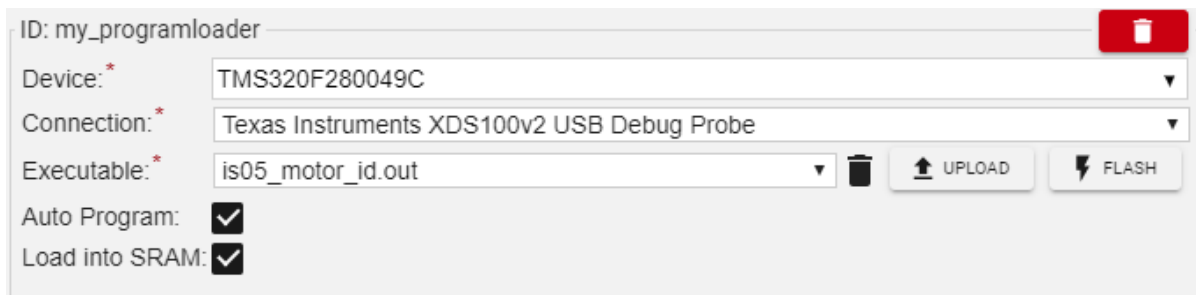 ID: my_programloader
Device:* TMS320F280049C
Connection:* Texas Instruments XDS100v2 USB Debug Probe
Executable:* is05_motor_id.out UPLOAD FLASH
Auto Program:
Load into SRAM: